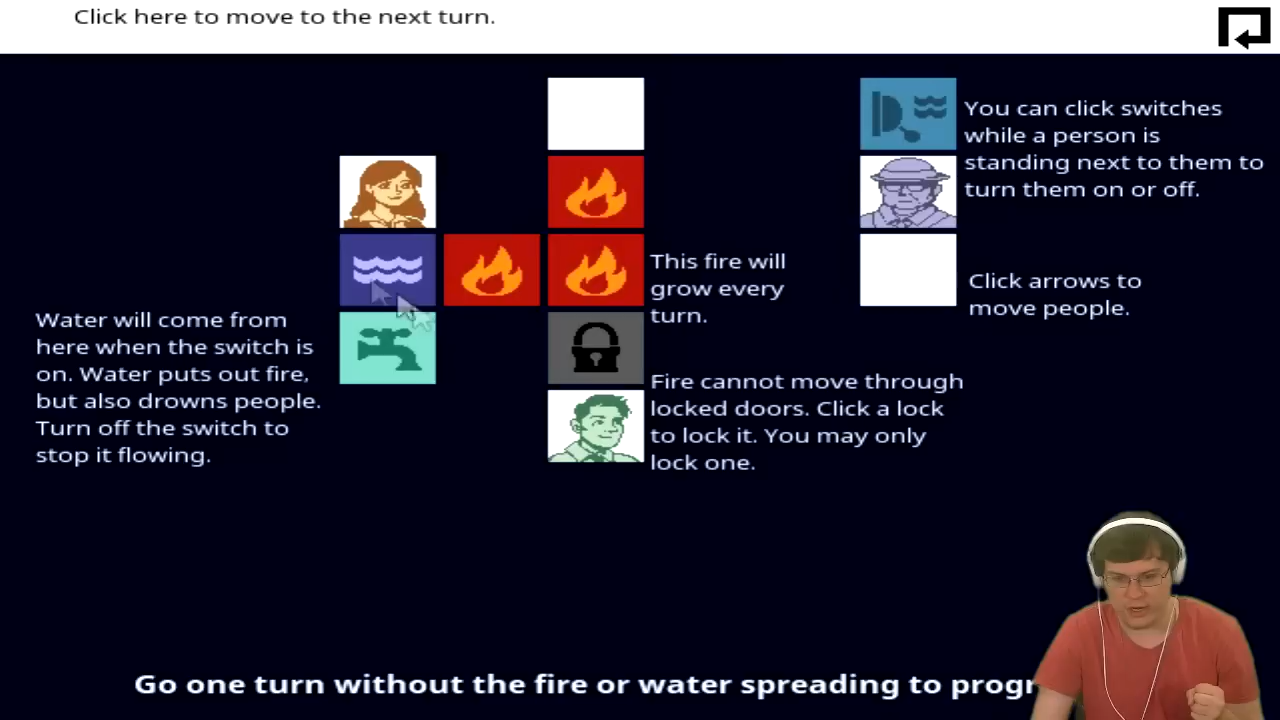 Click here to move to the next turn.
You can click switches
while a person is
standing next to them to
turn them on or off.
This fire will
grow every
turn.
Click arrows to
move people.
Water will come from
here when the switch is
on. Water puts out fire,
but also drowns people.
Turn off the switch to
stop it flowing.
Fire cannot move through
locked doors. Click a lock
to lock it. You may only
lock one.
Go one turn without the fire or water spreading to